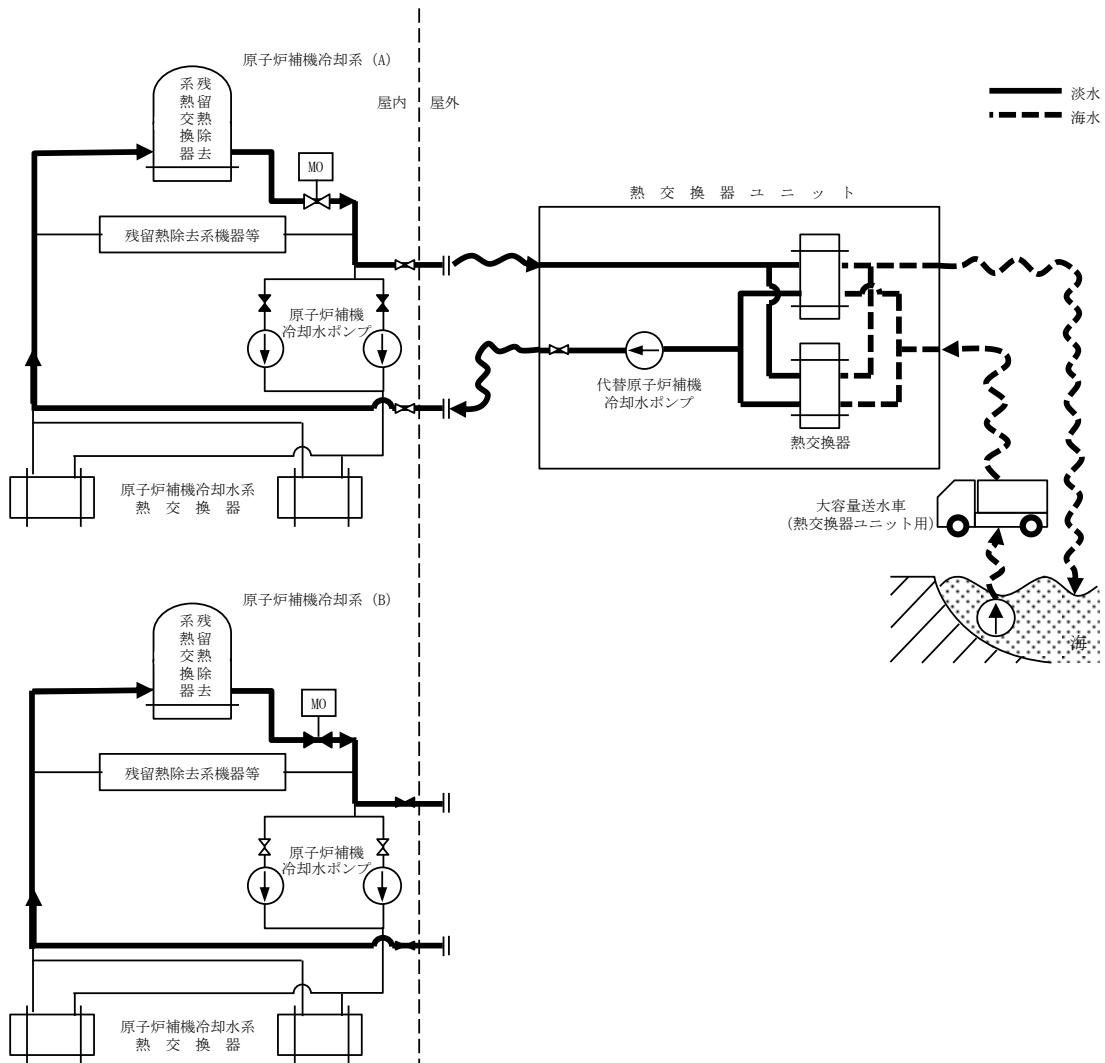 原子炉補機冷却系 (A)
残留熱除去
系熱交換器
屋内
屋外
淡水
海水
MO
熱交換器ユニット
残留熱除去系機器等
原子炉補機
冷却水ポンプ
代替原子炉補機
冷却水ポンプ
熱交換器
原子炉補機冷却水系
熱交換器
大容量送水車
(熱交換器ユニット用)
海
原子炉補機冷却系 (B)
残留熱除去
系熱交換器
MO
残留熱除去系機器等
原子炉補機
冷却水ポンプ
原子炉補機冷却水系
熱交換器